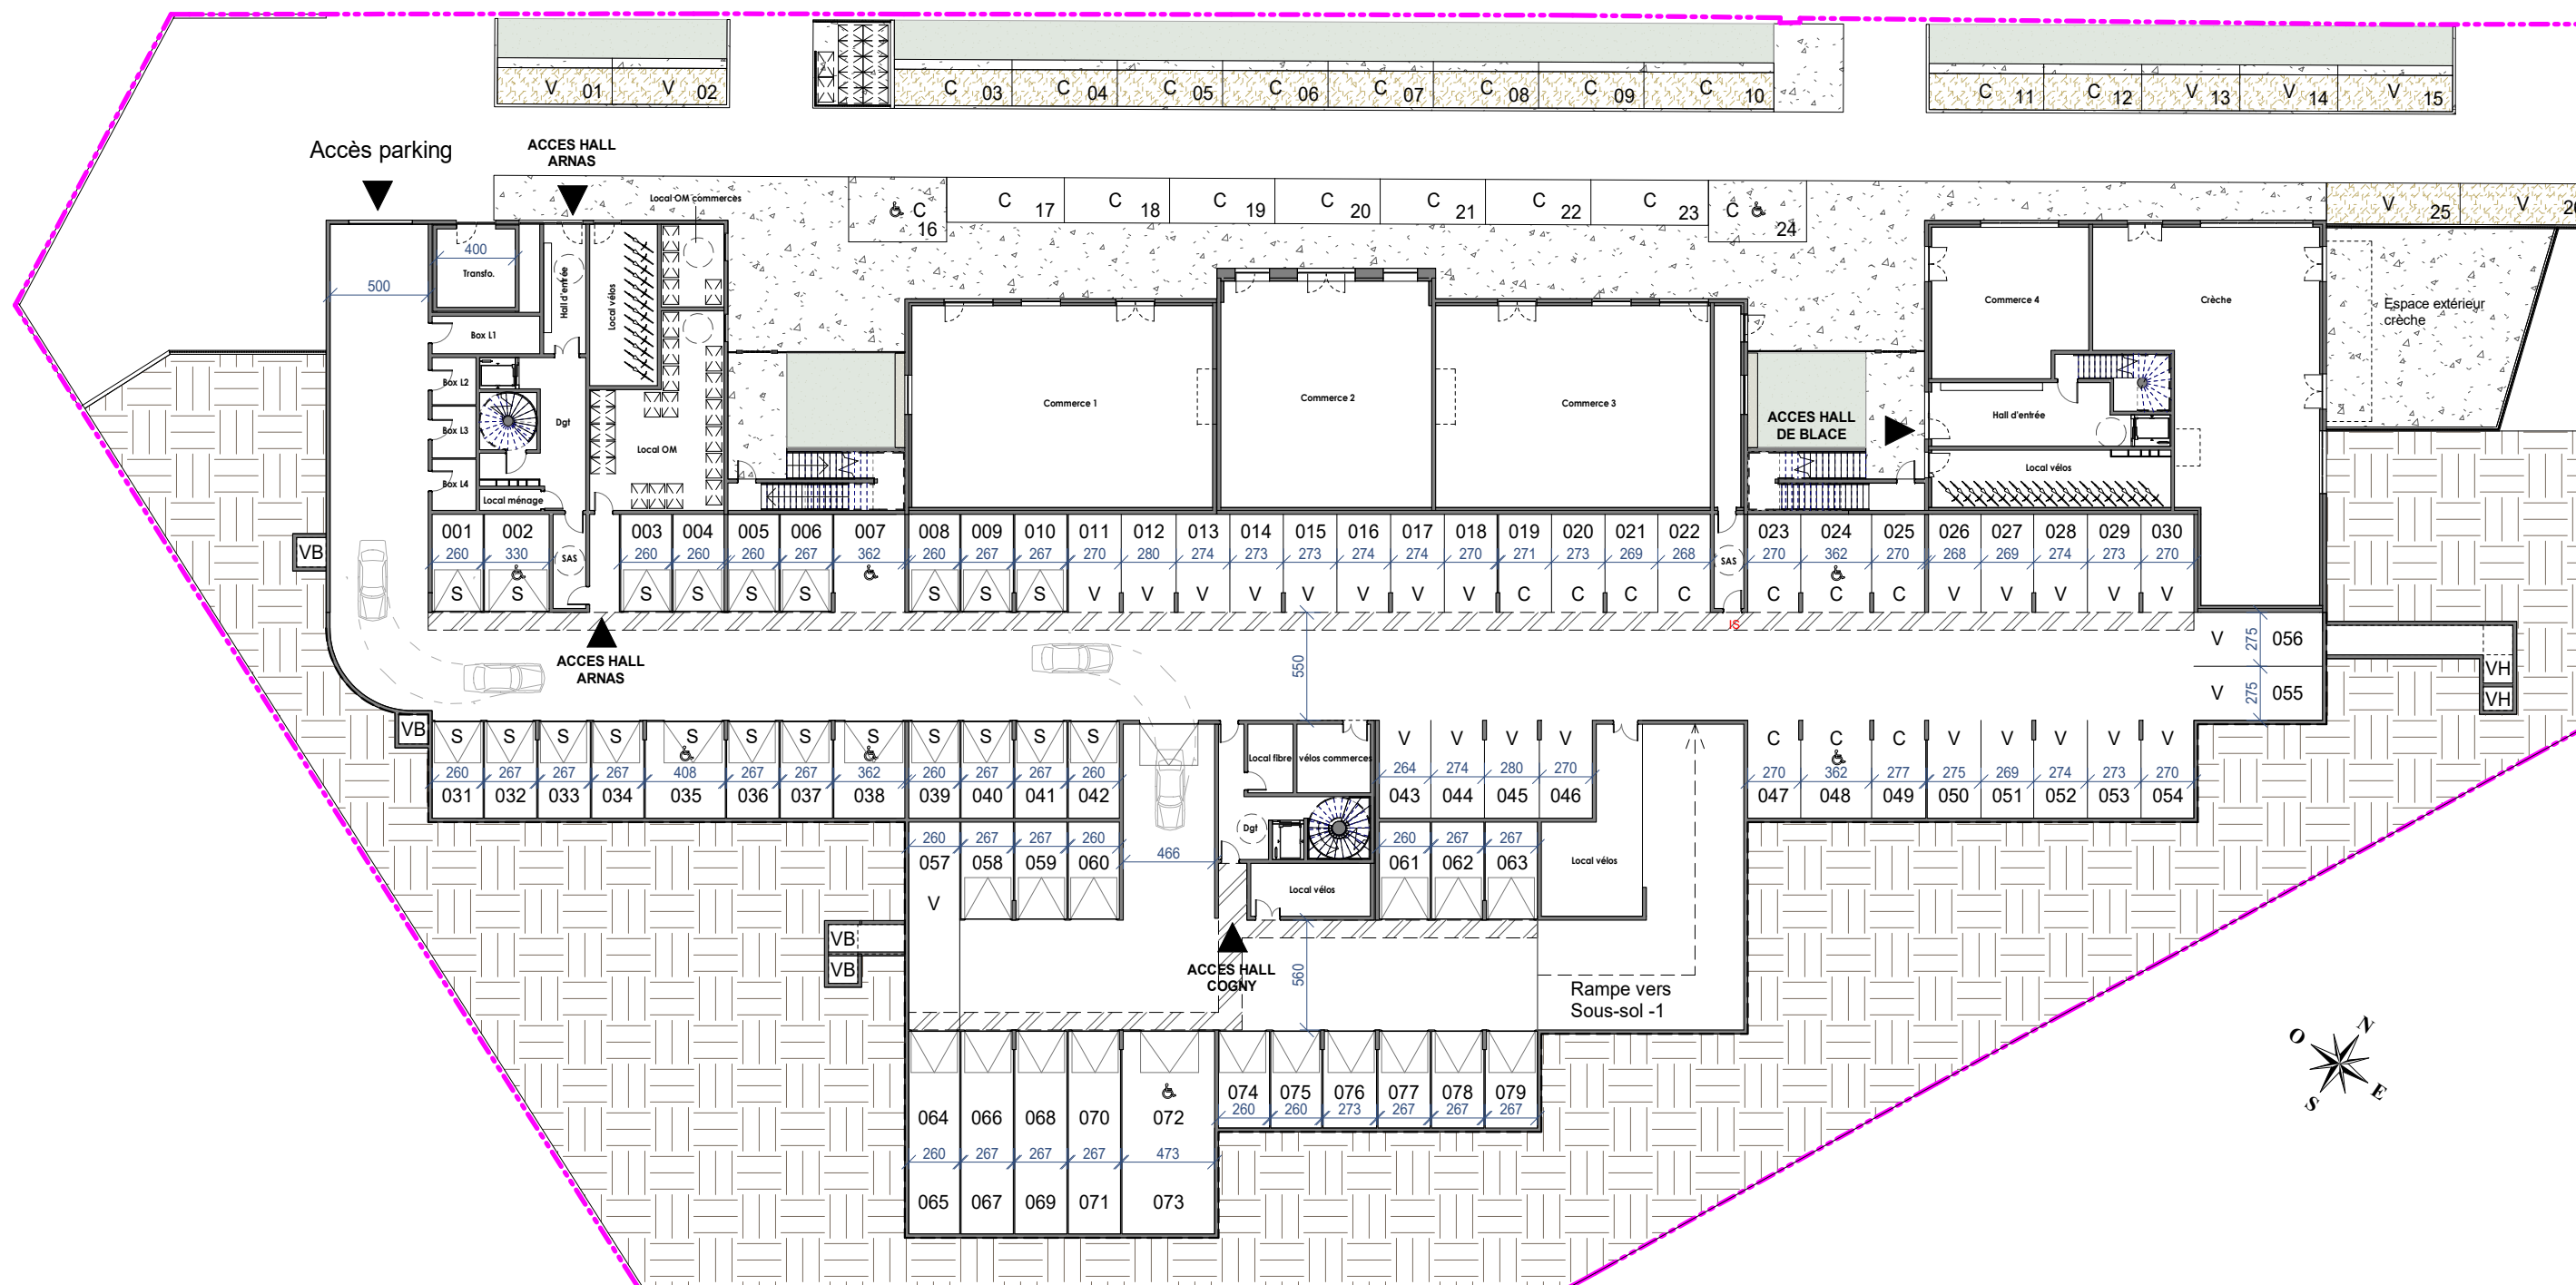 V 01 V 02
C 03 C 04 C 05 C 06 C 07 C 08 C 09 C 10
C 11 C 12 V 13 V 14 V 15
Accès parking
ACCES HALL
ARNAS
Local OM commerces
C 16 C 17 C 18 C 19 C 20 C 21 C 22 C 23 C 24
V 25 V
400
Transfo.
500
Hall d'entrée
Local vélos
Box L1
Box L2
Box L3
Box L4
Dgt
Local OM
Local ménage
Commerce 1
Commerce 2
Commerce 3
Commerce 4
Crèche
Espace extérieur
crèche
ACCES HALL
DE BLACE
Hall d'entrée
Local vélos
001 002 003 004 005 006 007 008 009 010 011 012 013 014 015 016 017 018 019 020 021 022 023 024 025 026 027 028 029 030
260 330 SAS 260 260 260 267 362 260 267 267 270 280 274 273 273 274 274 270 271 273 269 268 SAS 270 362 270 268 269 274 273 270
S S S S S S S S S V V V V V V V V C C C C C C C V V V V V
VB
JS
ACCES HALL
ARNAS
550
V 275 056
V 275 055
VH
VH
VB
S S S S S S S S S S S S V V V V C C C V V V V V
Local fibre vélos commerces
260 267 267 267 408 267 267 362 260 267 267 260 264 274 280 270 270 362 277 275 269 274 273 270
031 032 033 034 035 036 037 038 039 040 041 042 043 044 045 046 047 048 049 050 051 052 053 054
Dgt
260 267 267 260 466 260 267 267
057 058 059 060 061 062 063
V
Local vélos
Local vélos
VB
VB
ACCES HALL
COGNY
560
Rampe vers
Sous-sol -1
N
O
E
S
074 075 076 077 078 079
260 260 273 267 267 267
064 066 068 070 072
260 267 267 267 473
065 067 069 071 073